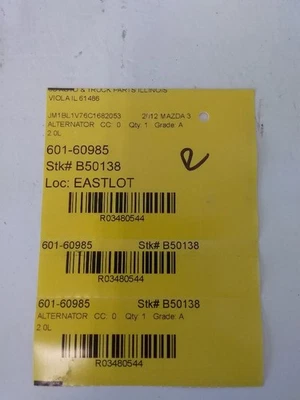 & TRUCK PARTS ILLINOIS
VIOLA IL 61486
JM1BL1V76C1682053 2012 MAZDA 3
ALTERNATOR CC: 0 Qty: 1 Grade: A
2.0L
601-60985
Stk# B50138
Loc: EASTLOT
R03480544
601-60985 Stk# B50138
R03480544
601-60985 Stk# B50138
ALTERNATOR CC: 0 Qty: 1 Grade: A
2.0L
R03480544